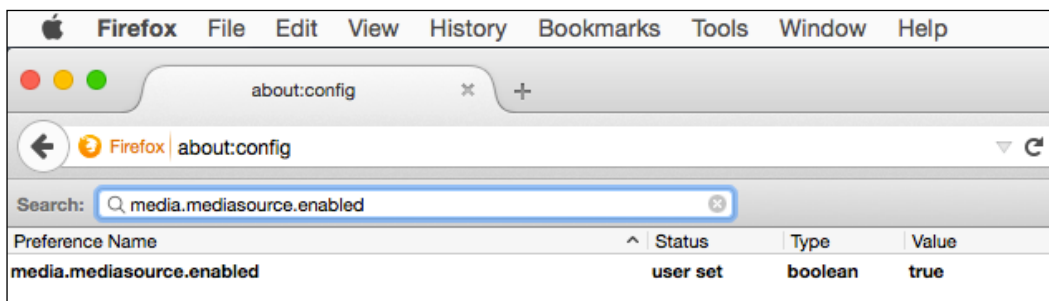 Firefox File Edit View History Bookmarks Tools Window Help
about:config
Firefox about:config
Search: media.mediasource.enabled
Preference Name Status Type Value
media.mediasource.enabled user set boolean true